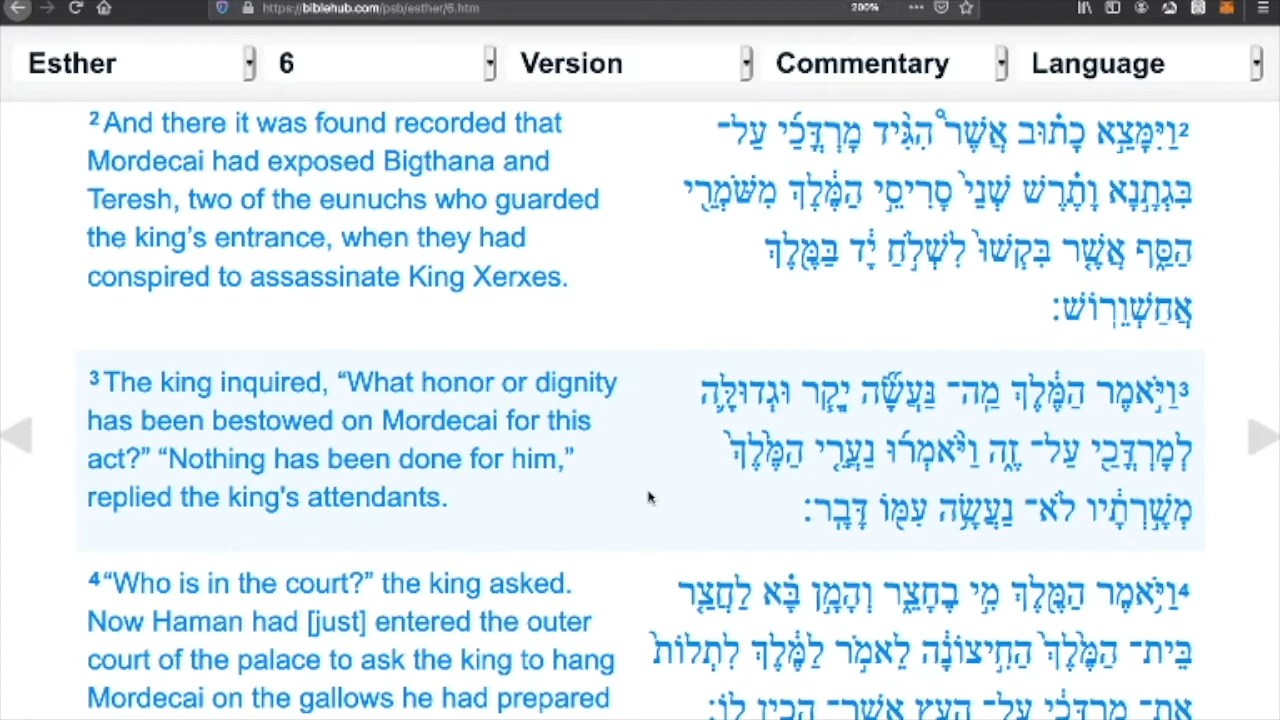 https://biblehub.com/psb/esther/6.htm 200%
Esther 6 Version Commentary Language
2 And there it was found recorded that
Mordecai had exposed Bigthana and
Teresh, two of the eunuchs who guarded
the king’s entrance, when they had
conspired to assassinate King Xerxes.
2 וַיִּמָּצֵ֣א כָת֗וּב אֲשֶׁר֩ הִגִּ֨יד מָרְדֳּכַ֜י עַל־
בִּגְתָ֣נָא וָתֶ֗רֶשׁ שְׁנֵי֙ סָרִיסֵ֣י הַמֶּ֔לֶךְ מִשֹּׁמְרֵ֖י
הַסַּ֑ף אֲשֶׁ֤ר בִּקְשׁוּ֙ לִשְׁלֹ֣חַ יָ֔ד בַּמֶּ֖לֶךְ
אֲחַשְׁוֵרֽוֹשׁ׃
3 The king inquired, “What honor or dignity
has been bestowed on Mordecai for this
act?” “Nothing has been done for him,”
replied the king's attendants.
3 וַיֹּ֣אמֶר הַמֶּ֔לֶךְ מַֽה־ נַּעֲשָׂ֞ה יְקָ֧ר וּגְדוּלָּ֛ה
לְמָרְדֳּכַ֖י עַל־ זֶ֑ה וַיֹּ֨אמְר֜וּ נַעֲרֵ֤י הַמֶּ֙לֶךְ֙
מְשָׁ֣רְתָ֔יו לֹא־ נַעֲשָׂ֥ה עִמּ֖וֹ דָּבָֽר׃
4 “Who is in the court?” the king asked.
Now Haman had [just] entered the outer
court of the palace to ask the king to hang
Mordecai on the gallows he had prepared
4 וַיֹּ֥אמֶר הַמֶּ֖לֶךְ מִ֣י בֶחָצֵ֑ר וְהָמָ֣ן בָּ֗א לַחֲצַ֤ר
בֵּית־ הַמֶּ֙לֶךְ֙ הַחִ֣יצוֹנָ֔ה לֵאמֹ֣ר לַמֶּ֔לֶךְ לִתְלוֹת֙
אֶֽת־ מָרְדֳּכַ֔י עַל־ הָעֵ֖ץ אֲשֶׁר־ הֵכִ֥ין לֽוֹ׃